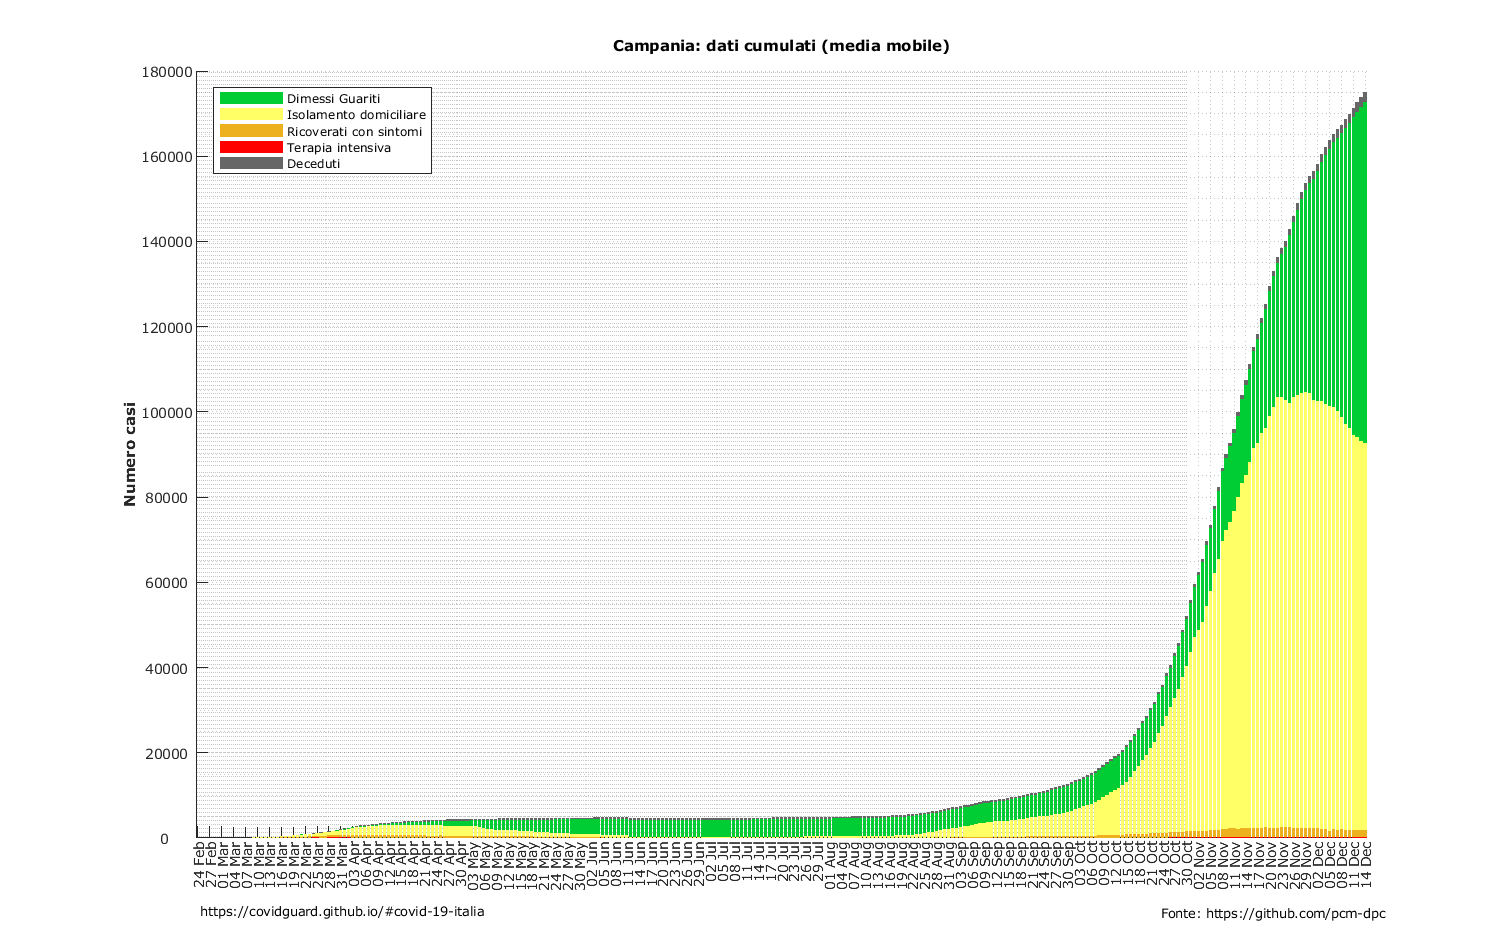 Campania: dati cumulati (media mobile)
Numero casi
180000
160000
140000
120000
100000
80000
60000
40000
20000
0
Dimessi Guariti
Isolamento domiciliare
Ricoverati con sintomi
Terapia intensiva
Deceduti
24 Feb
27 Feb
01 Mar
04 Mar
07 Mar
10 Mar
13 Mar
16 Mar
19 Mar
22 Mar
25 Mar
28 Mar
31 Mar
03 Apr
06 Apr
09 Apr
12 Apr
15 Apr
18 Apr
21 Apr
24 Apr
27 Apr
30 Apr
03 May
06 May
09 May
12 May
15 May
18 May
21 May
24 May
27 May
30 May
02 Jun
05 Jun
08 Jun
11 Jun
14 Jun
17 Jun
20 Jun
23 Jun
26 Jun
29 Jun
02 Jul
05 Jul
08 Jul
11 Jul
14 Jul
17 Jul
20 Jul
23 Jul
26 Jul
29 Jul
01 Aug
04 Aug
07 Aug
10 Aug
13 Aug
16 Aug
19 Aug
22 Aug
25 Aug
28 Aug
31 Aug
03 Sep
06 Sep
09 Sep
12 Sep
15 Sep
18 Sep
21 Sep
24 Sep
27 Sep
30 Sep
03 Oct
06 Oct
09 Oct
12 Oct
15 Oct
18 Oct
21 Oct
24 Oct
27 Oct
30 Oct
02 Nov
05 Nov
08 Nov
11 Nov
14 Nov
17 Nov
20 Nov
23 Nov
26 Nov
29 Nov
02 Dec
05 Dec
08 Dec
11 Dec
14 Dec
https://covidguard.github.io/#covid-19-italia
Fonte: https://github.com/pcm-dpc